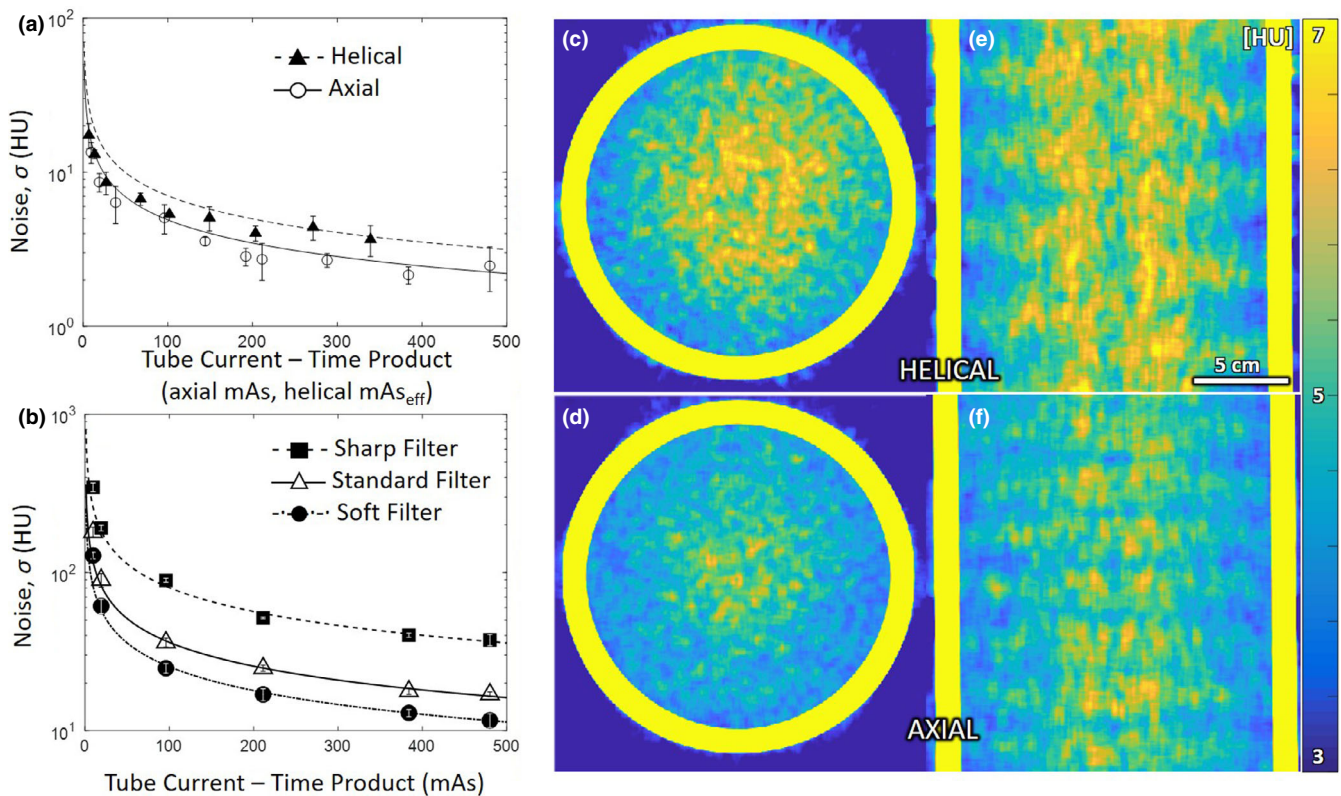 (a)
10²
10¹
10⁰
Noise, σ (HU)
Helical
Axial
0 100 200 300 400 500
Tube Current – Time Product
(axial mAs, helical mAseff)
(b)
10³
10²
10¹
Noise, σ (HU)
Sharp Filter
Standard Filter
Soft Filter
0 100 200 300 400 500
Tube Current – Time Product (mAs)
(c)
(e)
[HU]
7
HELICAL
5 cm
5
(d)
(f)
AXIAL
3